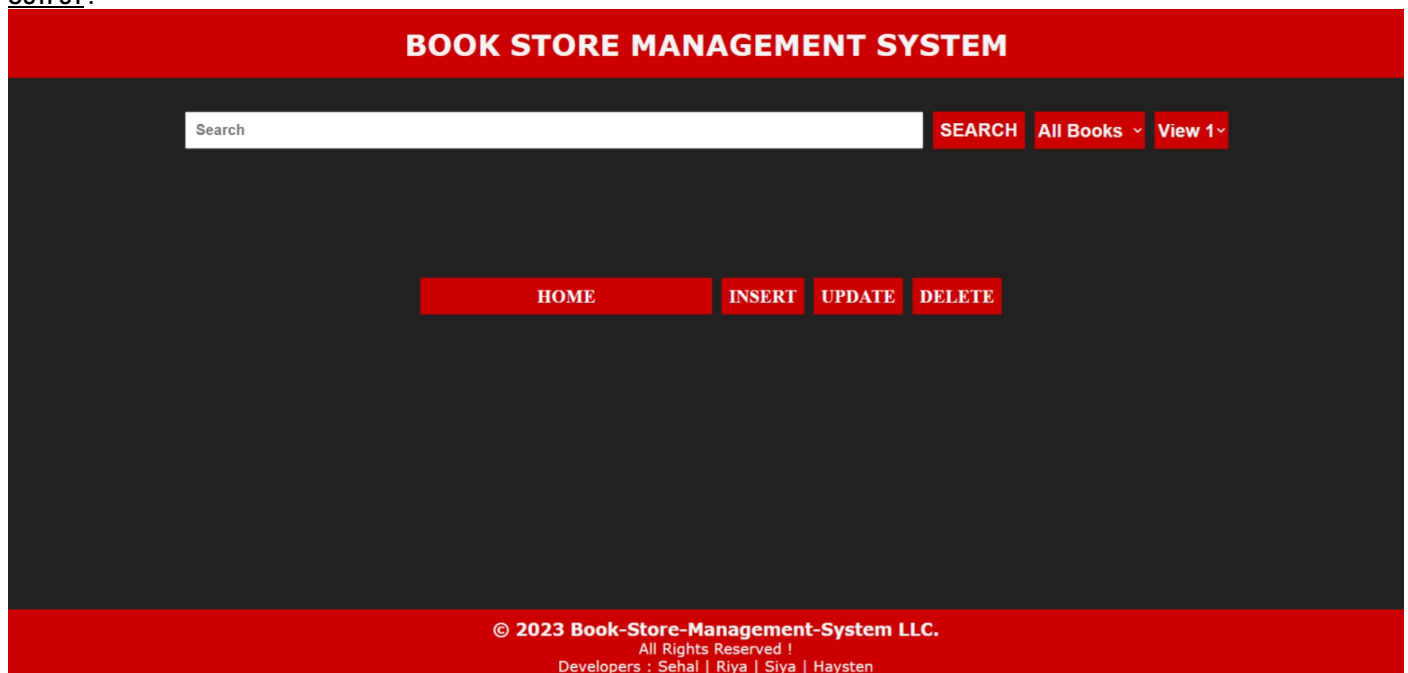 OUTPUT :
BOOK STORE MANAGEMENT SYSTEM
Search SEARCH All Books View 1
HOME INSERT UPDATE DELETE
© 2023 Book-Store-Management-System LLC.
All Rights Reserved !
Developers : Sehal | Riya | Siya | Haysten